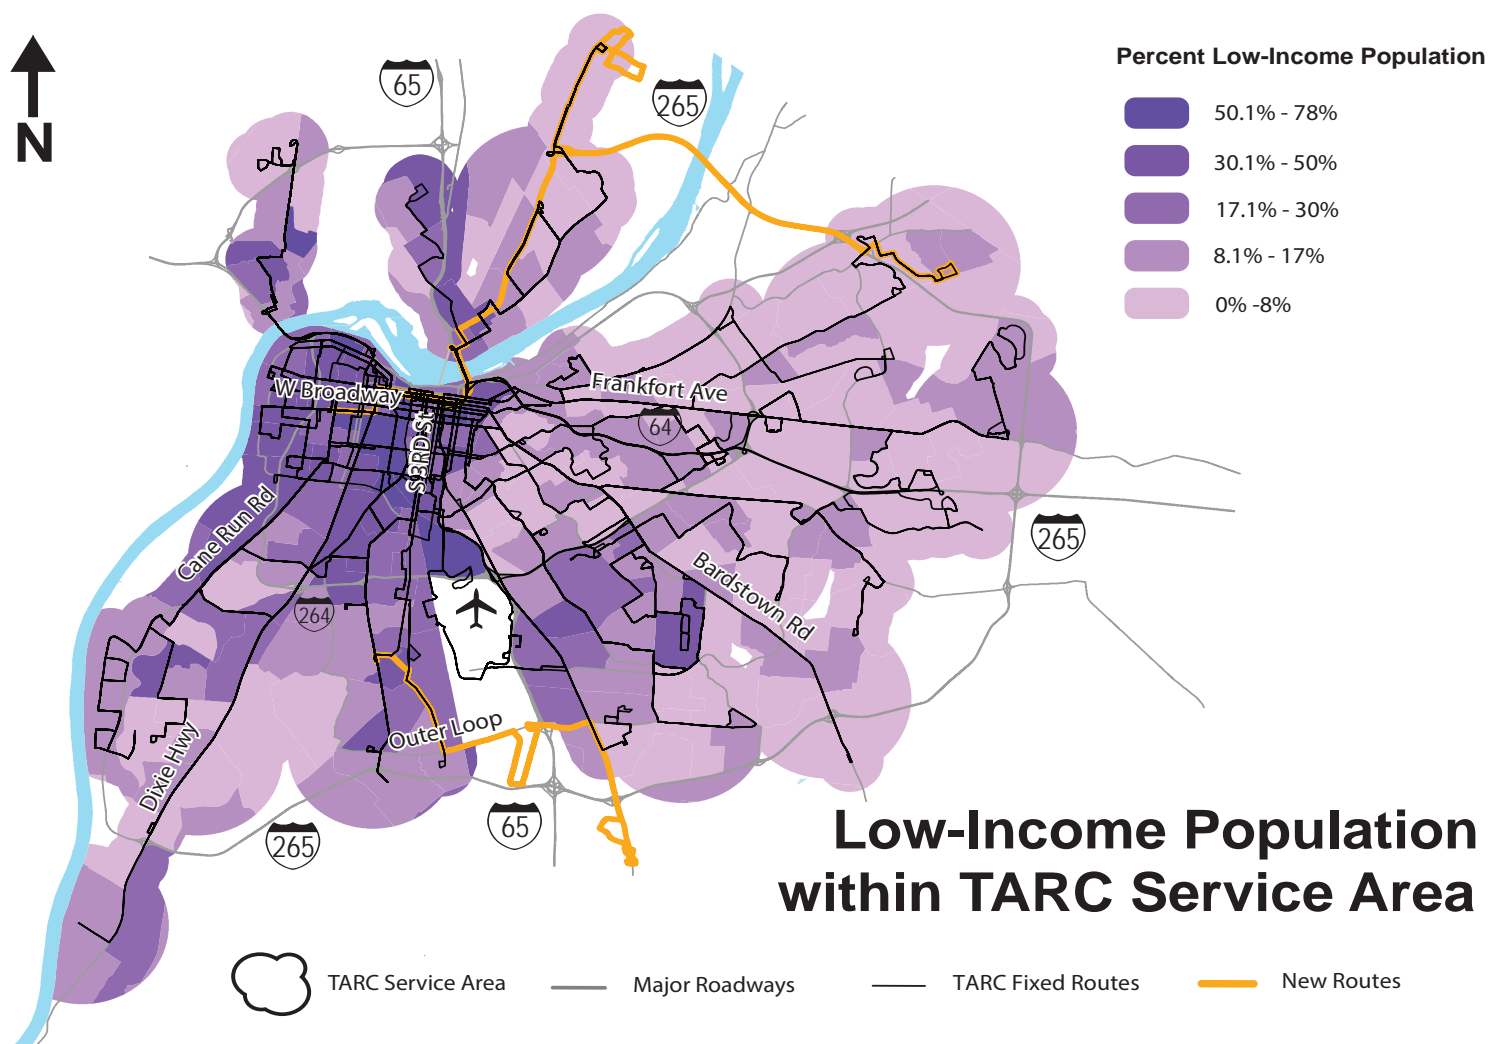 N
65
265
Percent Low-Income Population
50.1% - 78%
30.1% - 50%
17.1% - 30%
8.1% - 17%
0% -8%
W Broadway
Frankfort Ave
64
S 3RD St
Cane Run Rd
265
Bardstown Rd
264
Outer Loop
Dixie Hwy
65
265
Low-Income Population
within TARC Service Area
TARC Service Area
Major Roadways
TARC Fixed Routes
New Routes